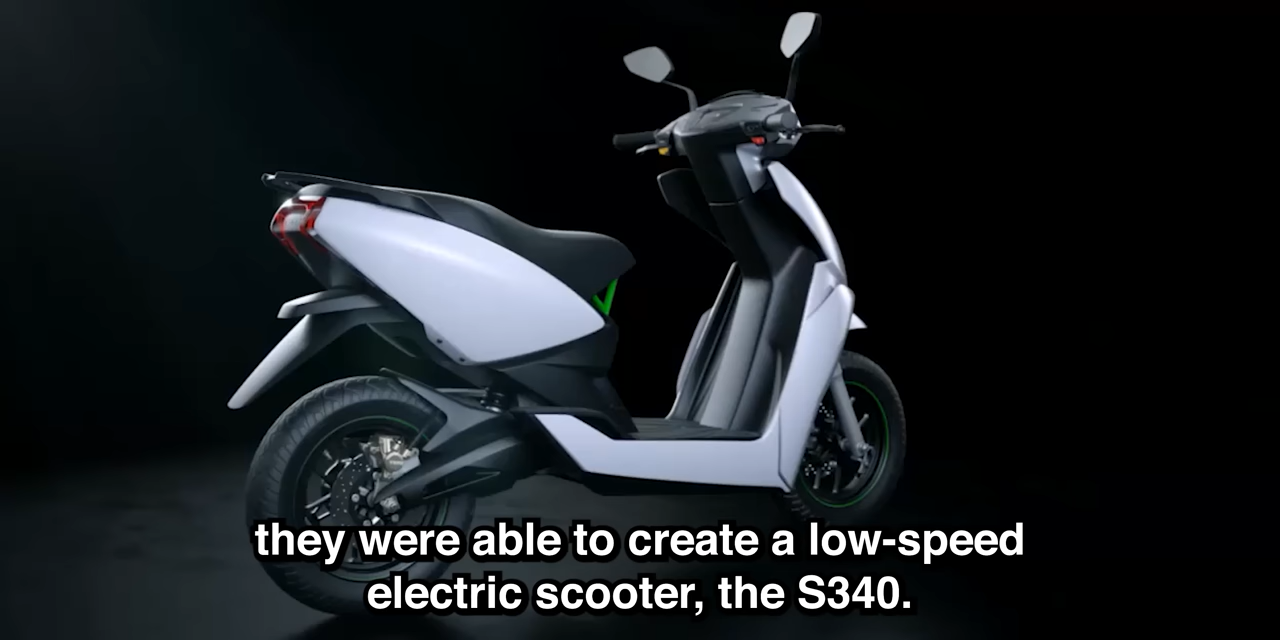 they were able to create a low-speed
electric scooter, the S340.